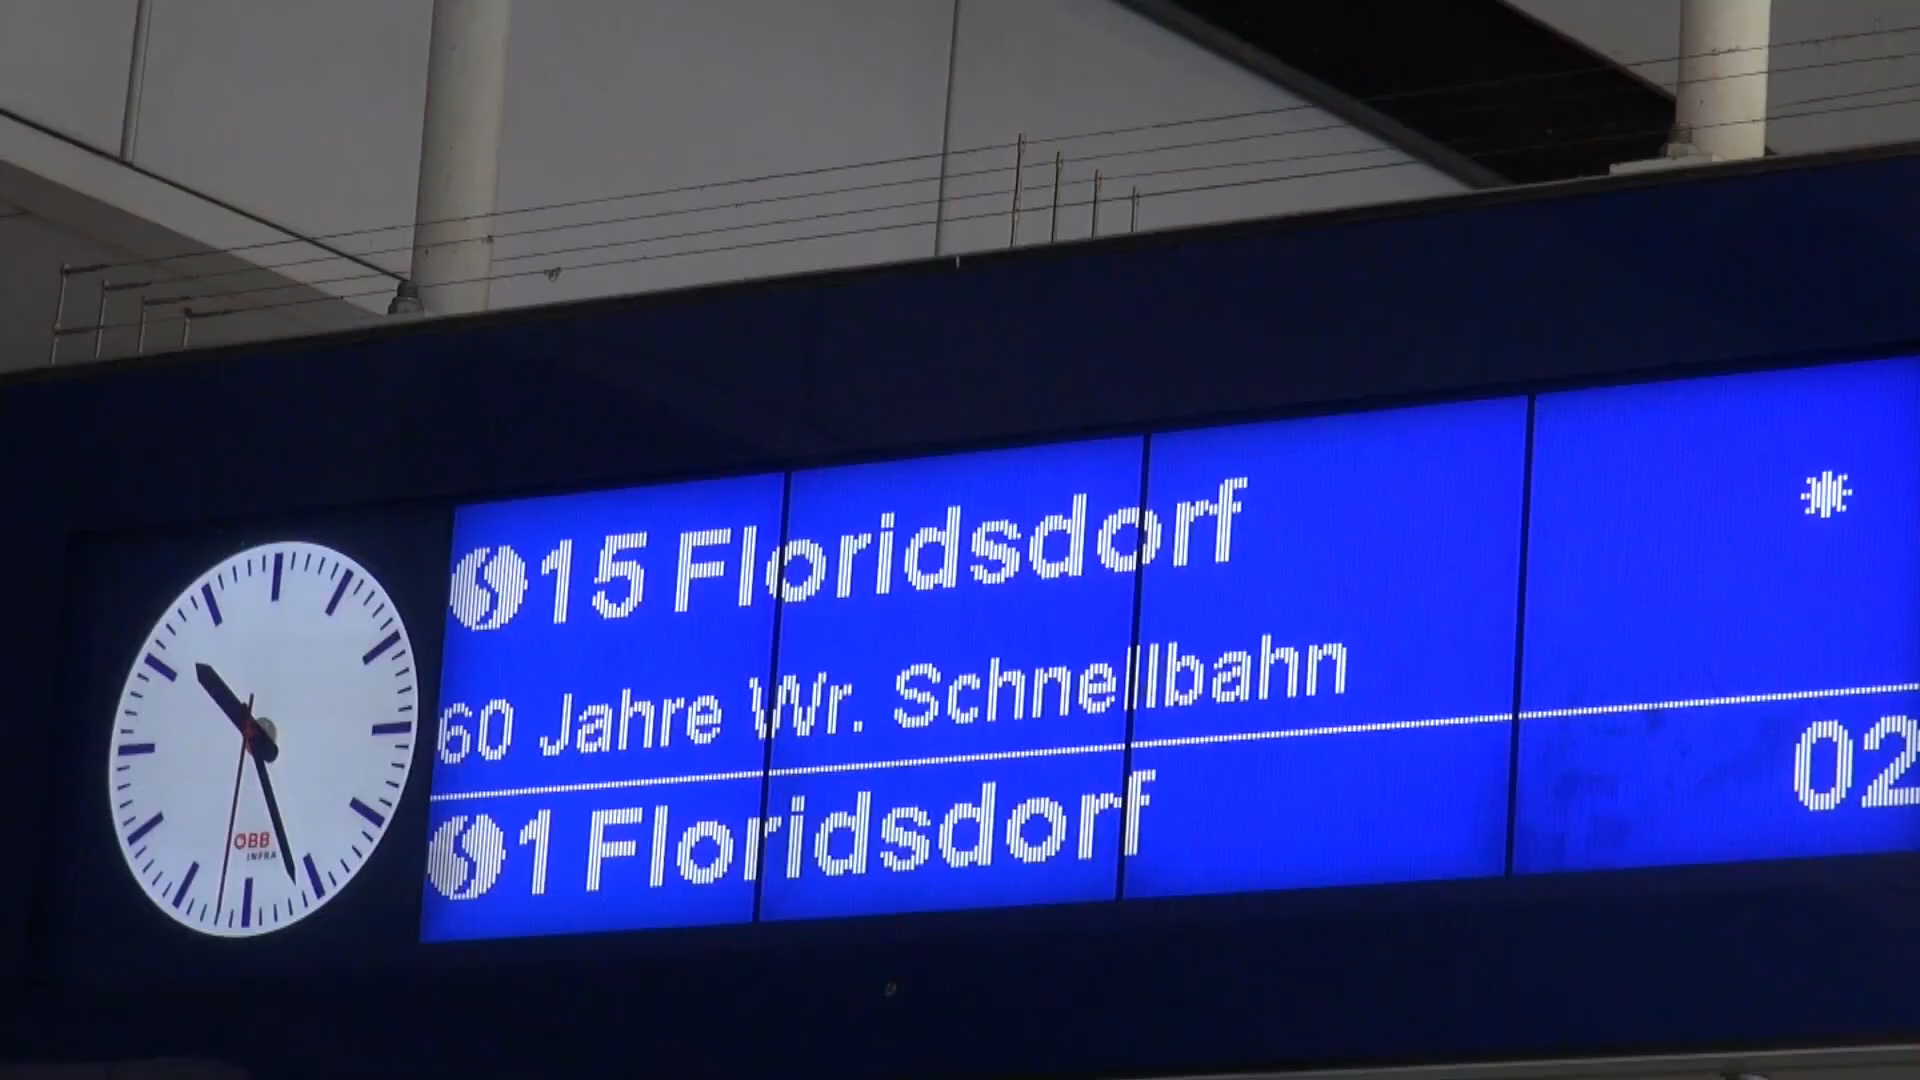 S 15 Floridsdorf *
60 Jahre Wr. Schnellbahn
S 1 Floridsdorf 02
ÖBB
INFRA